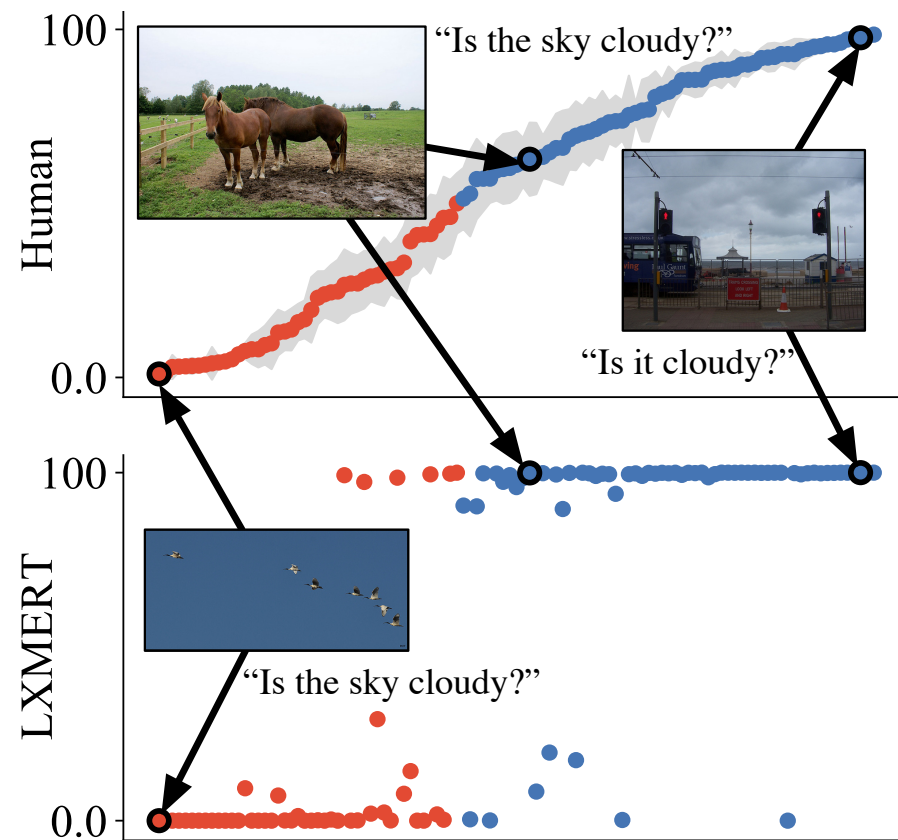 100
“Is the sky cloudy?”
Human
“Is it cloudy?”
0.0
100
LXMERT
“Is the sky cloudy?”
0.0